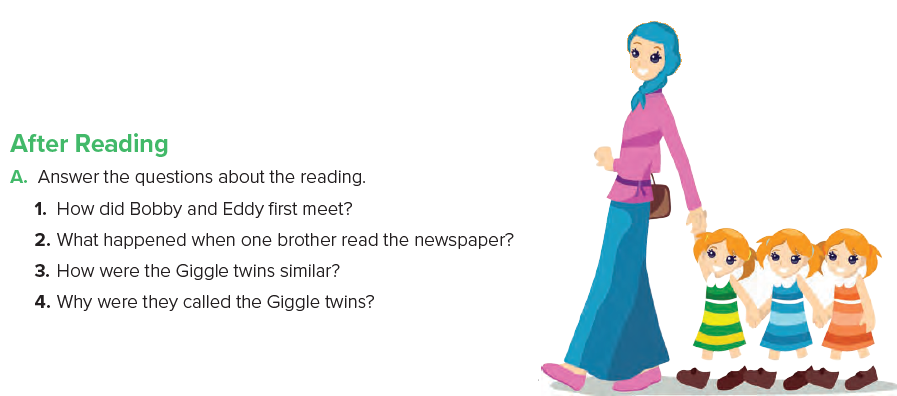 After Reading
A. Answer the questions about the reading.
1. How did Bobby and Eddy first meet?
2. What happened when one brother read the newspaper?
3. How were the Giggle twins similar?
4. Why were they called the Giggle twins?